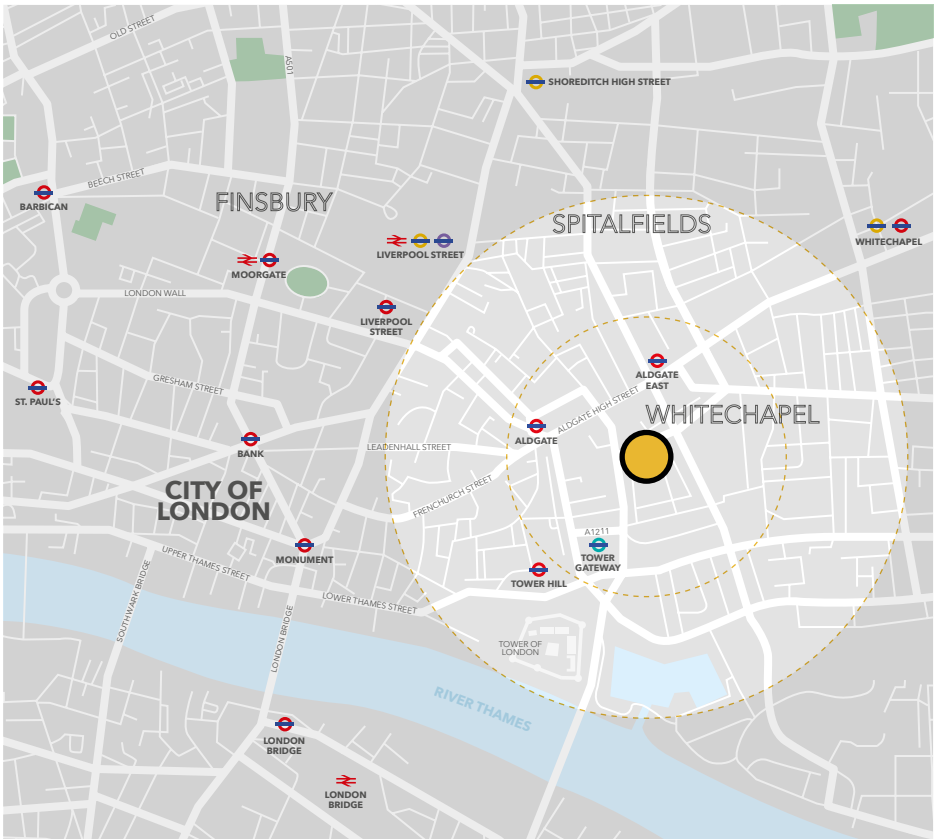 OLD STREET
A501
SHOREDITCH HIGH STREET
BEECH STREET
BARBICAN
FINSBURY
SPITALFIELDS
WHITECHAPEL
LIVERPOOL STREET
MOORGATE
LONDON WALL
LIVERPOOL
STREET
ALDGATE
EAST
GRESHAM STREET
ST. PAUL'S
ALDGATE HIGH STREET
WHITECHAPEL
ALDGATE
BANK
LEADENHALL STREET
CITY OF
LONDON
FRENCHURCH STREET
A1211
MONUMENT
TOWER
GATEWAY
TOWER HILL
UPPER THAMES STREET
SOUTHWARK BRIDGE
LOWER THAMES STREET
LONDON BRIDGE
TOWER OF
LONDON
RIVER THAMES
LONDON
BRIDGE
LONDON
BRIDGE